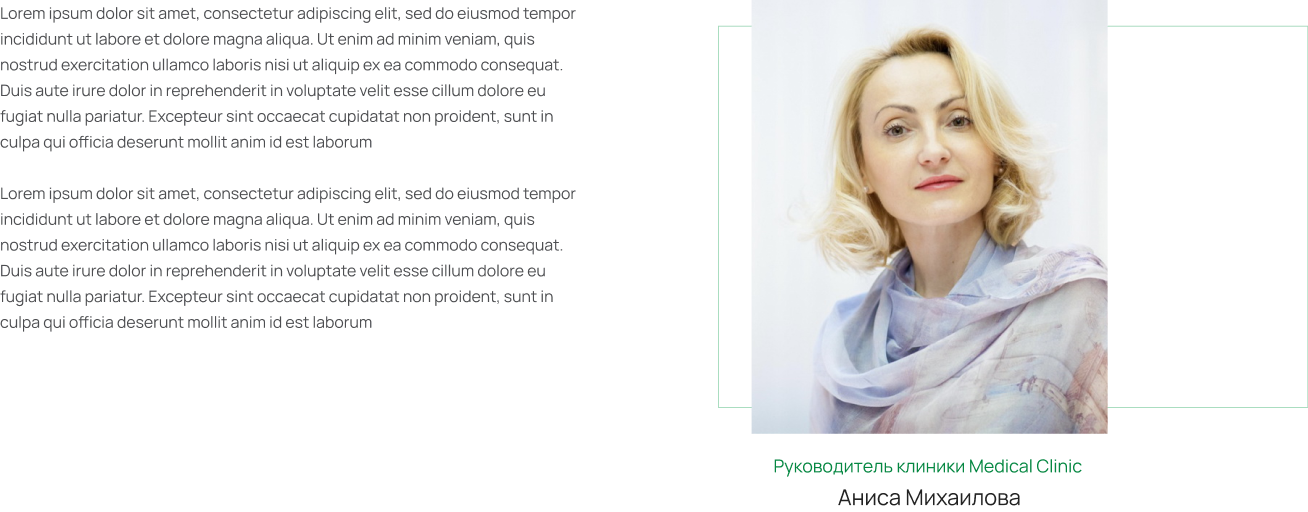 Lorem ipsum dolor sit amet, consectetur adipiscing elit, sed do eiusmod tempor
incididunt ut labore et dolore magna aliqua. Ut enim ad minim veniam, quis
nostrud exercitation ullamco laboris nisi ut aliquip ex ea commodo consequat.
Duis aute irure dolor in reprehenderit in voluptate velit esse cillum dolore eu
fugiat nulla pariatur. Excepteur sint occaecat cupidatat non proident, sunt in
culpa qui officia deserunt mollit anim id est laborum
Lorem ipsum dolor sit amet, consectetur adipiscing elit, sed do eiusmod tempor
incididunt ut labore et dolore magna aliqua. Ut enim ad minim veniam, quis
nostrud exercitation ullamco laboris nisi ut aliquip ex ea commodo consequat.
Duis aute irure dolor in reprehenderit in voluptate velit esse cillum dolore eu
fugiat nulla pariatur. Excepteur sint occaecat cupidatat non proident, sunt in
culpa qui officia deserunt mollit anim id est laborum
Руководитель клиники Medical Clinic
Аниса Михаилова